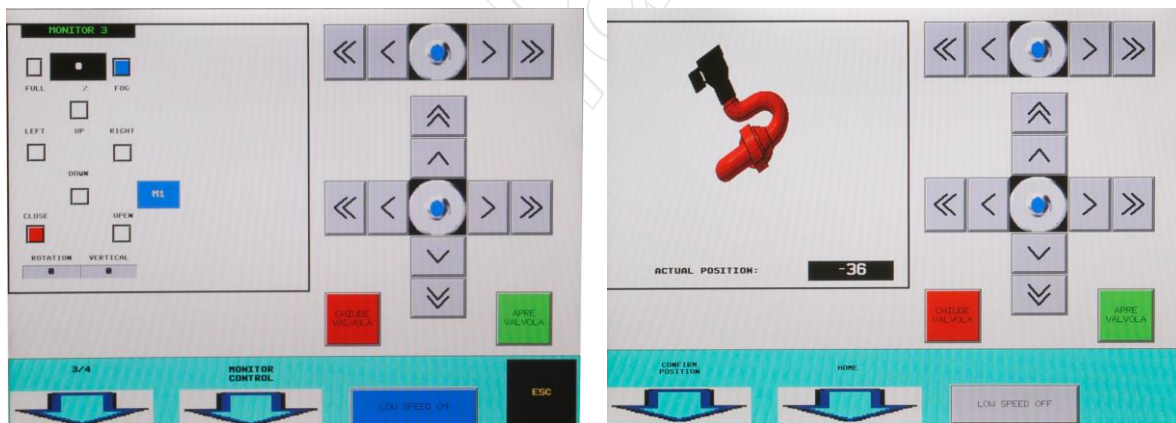 MONITOR 3
FULL % FOG
LEFT UP RIGHT
DOWN
M1
CLOSE OPEN
ROTATION VERTICAL
0 0
CHIUDE
VALVOLA
APRE
VALVOLA
3/4
MONITOR
CONTROL
LOW SPEED ON
ESC
ACTUAL POSITION: -36
CHIUDE
VALVOLA
APRE
VALVOLA
CONFIRM
POSITION
HOME
LOW SPEED OFF